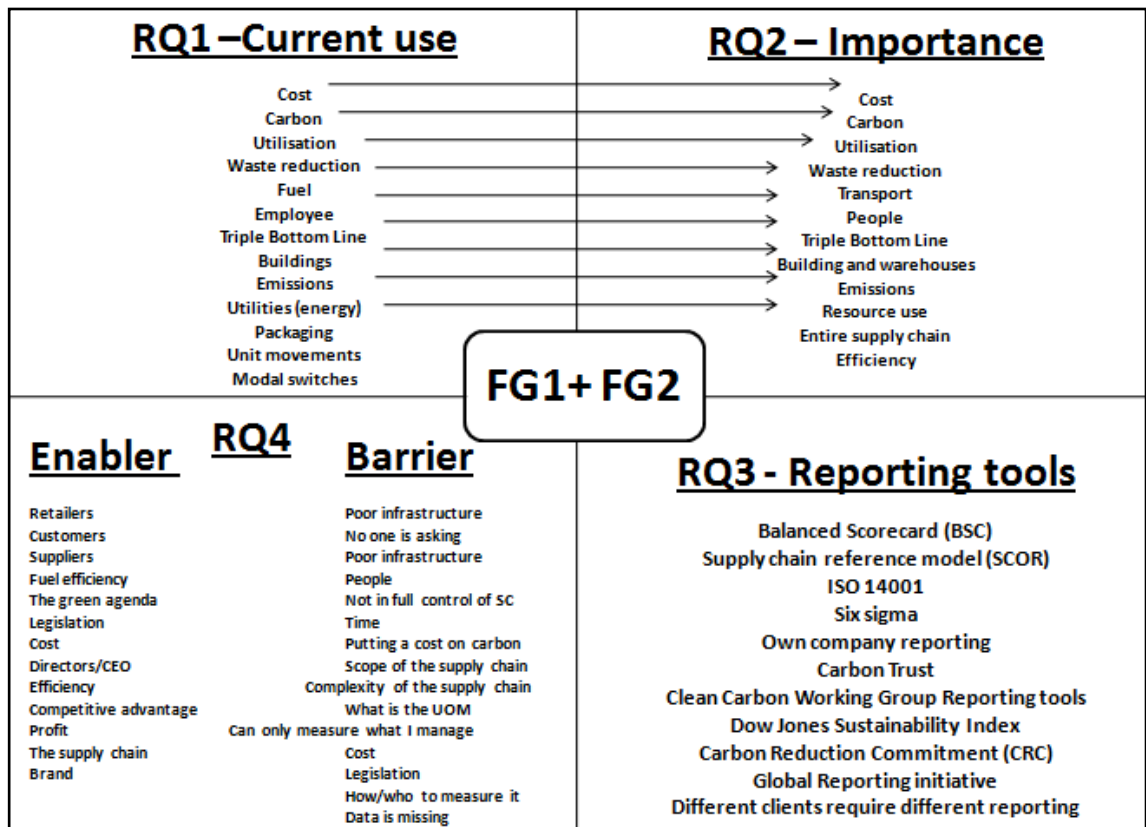 RQ1 –Current use
Cost
Carbon
Utilisation
Waste reduction
Fuel
Employee
Triple Bottom Line
Buildings
Emissions
Utilities (energy)
Packaging
Unit movements
Modal switches
RQ2 – Importance
Cost
Carbon
Utilisation
Waste reduction
Transport
People
Triple Bottom Line
Building and warehouses
Emissions
Resource use
Entire supply chain
Efficiency
FG1+ FG2
RQ4
Enabler
Retailers
Customers
Suppliers
Fuel efficiency
The green agenda
Legislation
Cost
Directors/CEO
Efficiency
Competitive advantage
Profit
The supply chain
Brand
Barrier
Poor infrastructure
No one is asking
Poor infrastructure
People
Not in full control of SC
Time
Putting a cost on carbon
Scope of the supply chain
Complexity of the supply chain
What is the UOM
Can only measure what I manage
Cost
Legislation
How/who to measure it
Data is missing
RQ3 - Reporting tools
Balanced Scorecard (BSC)
Supply chain reference model (SCOR)
ISO 14001
Six sigma
Own company reporting
Carbon Trust
Clean Carbon Working Group Reporting tools
Dow Jones Sustainability Index
Carbon Reduction Commitment (CRC)
Global Reporting initiative
Different clients require different reporting